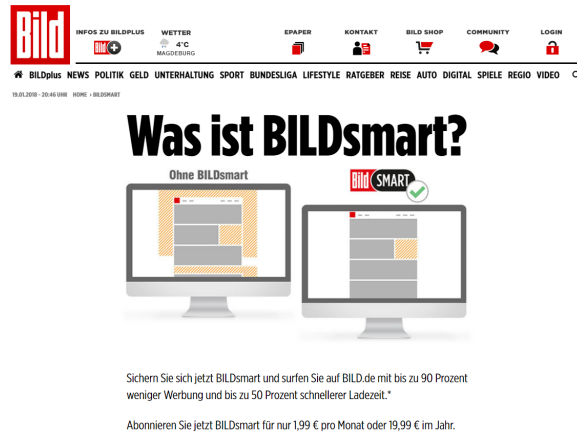 Bild
INFOS ZU BILDPLUS
Bild +
WETTER
4°C
MAGDEBURG
EPAPER
KONTAKT
BILD SHOP
COMMUNITY
LOGIN
BILDplus NEWS POLITIK GELD UNTERHALTUNG SPORT BUNDESLIGA LIFESTYLE RATGEBER REISE AUTO DIGITAL SPIELE REGIO VIDEO
19.01.2018 - 20:46 UHR HOME › BILDSMART
Was ist BILDsmart?
Ohne BILDsmart
Bild SMART
Sichern Sie sich jetzt BILDsmart und surfen Sie auf BILD.de mit bis zu 90 Prozent
weniger Werbung und bis zu 50 Prozent schnellerer Ladezeit.*
Abonnieren Sie jetzt BILDsmart für nur 1,99 € pro Monat oder 19,99 € im Jahr.